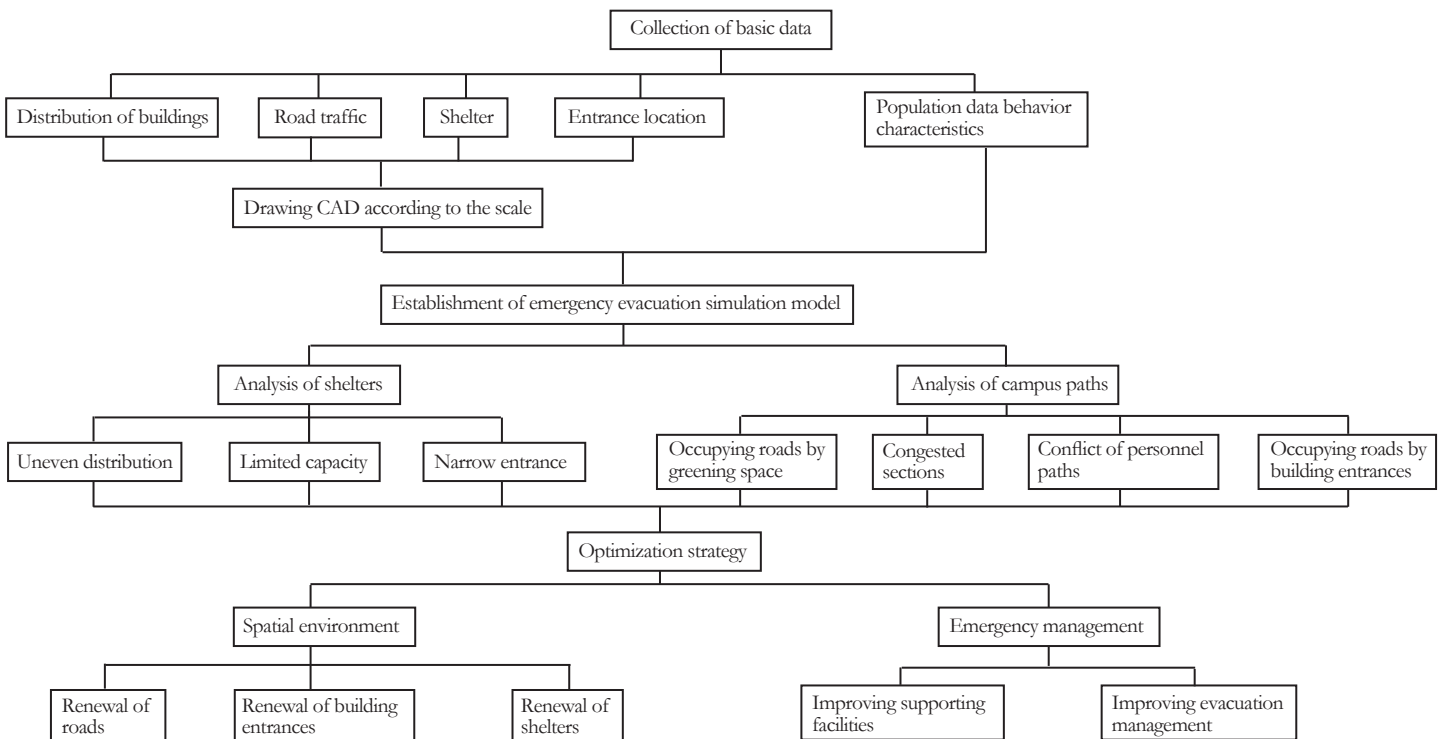 Collection of basic data
Distribution of buildings
Road traffic
Shelter
Entrance location
Population data behavior
characteristics
Drawing CAD according to the scale
Establishment of emergency evacuation simulation model
Analysis of shelters
Analysis of campus paths
Uneven distribution
Limited capacity
Narrow entrance
Occupying roads by
greening space
Congested
sections
Conflict of personnel
paths
Occupying roads by
building entrances
Optimization strategy
Spatial environment
Emergency management
Renewal of
roads
Renewal of building
entrances
Renewal of
shelters
Improving supporting
facilities
Improving evacuation
management